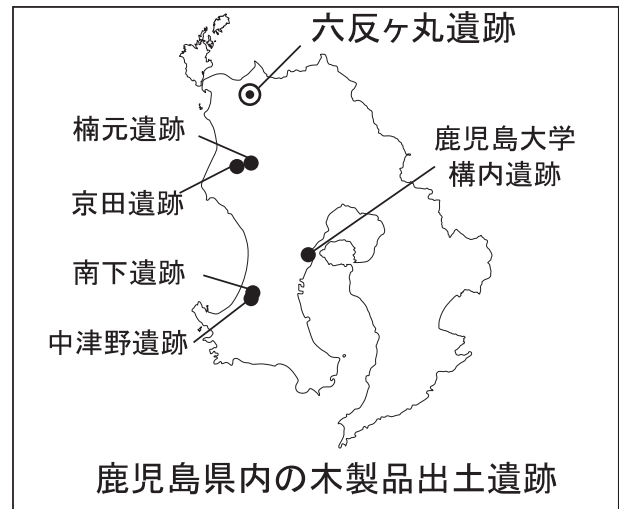 六反ヶ丸遺跡
楠元遺跡
鹿児島大学
構内遺跡
京田遺跡
南下遺跡
中津野遺跡
鹿児島県内の木製品出土遺跡